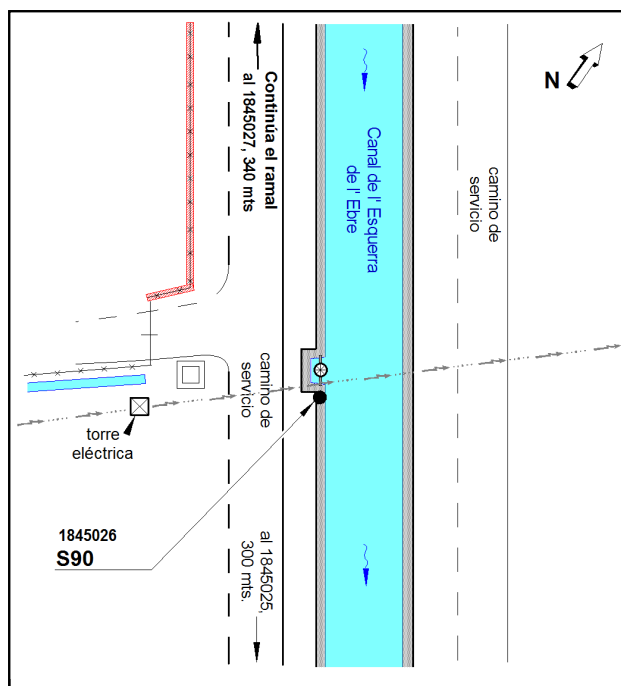 Continúa el ramal
al 1845027, 340 mts
Canal de l' Esquerra
de l' Ebre
N
camino de
servicio
camino de
servicio
torre
eléctrica
1845026
S90
al 1845025,
300 mts.